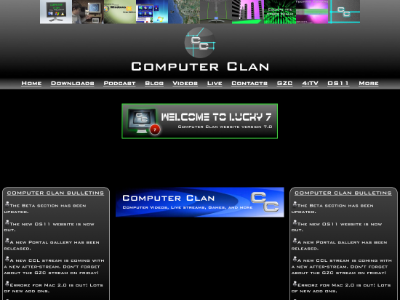 CC
Computer Clan
Home Downloads Podcast Blog Videos Live Contacts G2C 4:TV OS11 More
Welcome to Lucky 7
Computer Clan website version 7.0
Computer Clan Bulletins
The Beta section has been updated.
The new OS11 website is now out.
A new Portal gallery has been released.
A new CCL stream is coming with a new after-stream. Don't forget about the G2C stream on friday!
Errorz for Mac 2.0 is out! Lots of new add ons.
Computer Clan
Computer videos, Live streams, Games, and more
CC
Computer Clan Bulletins
The Beta section has been updated.
The new OS11 website is now out.
A new Portal gallery has been released.
A new CCL stream is coming with a new after-stream. Don't forget about the G2C stream on friday!
Errorz for Mac 2.0 is out! Lots of new add ons.